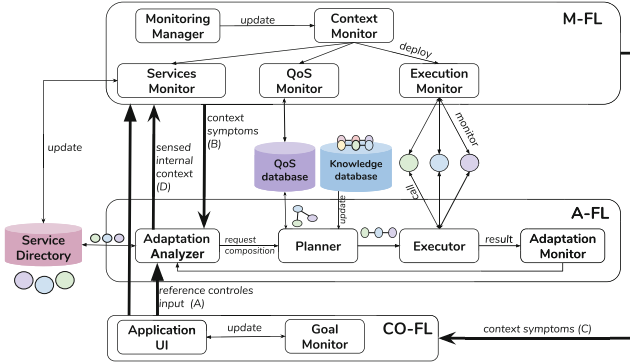 Monitoring
Manager
update
Context
Monitor
M-FL
deploy
Services
Monitor
QoS
Monitor
Execution
Monitor
update
sensed
internal
context
(D)
context
symptoms
(B)
QoS
database
Knowledge
database
monitor
call
update
A-FL
Service
Directory
Adaptation
Analyzer
request
composition
Planner
Executor
result
Adaptation
Monitor
reference controles
input (A)
Application
UI
update
Goal
Monitor
CO-FL
context symptoms (C)